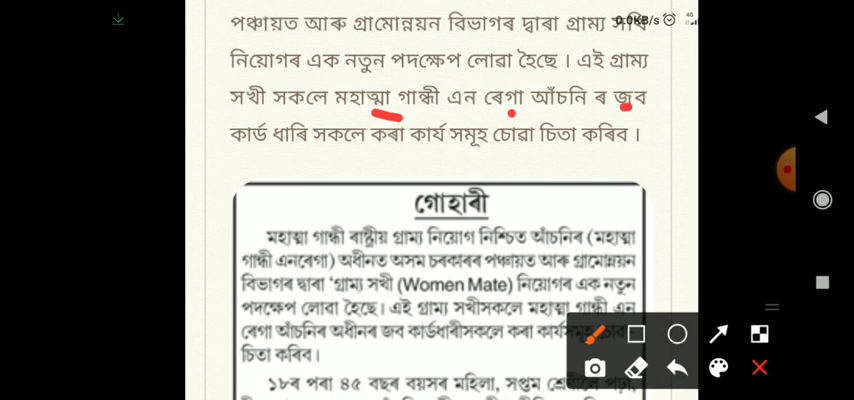 পঞ্চায়ত আৰু গ্ৰামোন্নয়ন বিভাগৰ দ্বাৰা গ্ৰাম্য সখি
0.0KB/s
4G
নিয়োগৰ এক নতুন পদক্ষেপ লোৱা হৈছে । এই গ্ৰাম্য
সখী সকলে মহাত্মা গান্ধী এন ৰেগা আঁচনি ৰ জব
কাৰ্ড ধাৰি সকলে কৰা কাৰ্য সমূহ চোৱা চিতা কৰিব ।
গোহাৰী
মহাত্মা গান্ধী ৰাষ্ট্ৰীয় গ্ৰাম্য নিয়োগ নিশ্চিত আঁচনিৰ (মহাত্মা
গান্ধী এনৰেগা) অধীনত অসম চৰকাৰৰ পঞ্চায়ত আৰু গ্ৰামোন্নয়ন
বিভাগৰ দ্বাৰা ‘গ্ৰাম্য সখী (Women Mate) নিয়োগৰ এক নতুন
পদক্ষেপ লোৱা হৈছে। এই গ্ৰাম্য সখীসকলে মহাত্মা গান্ধী এন
ৰেগা আঁচনিৰ অধীনৰ জব কাৰ্ডধাৰীসকলে কৰা কাৰ্যসমূহ চোৱা
চিতা কৰিব।
১৮ৰ পৰা ৪৫ বছৰ বয়সৰ মহিলা, সপ্তম